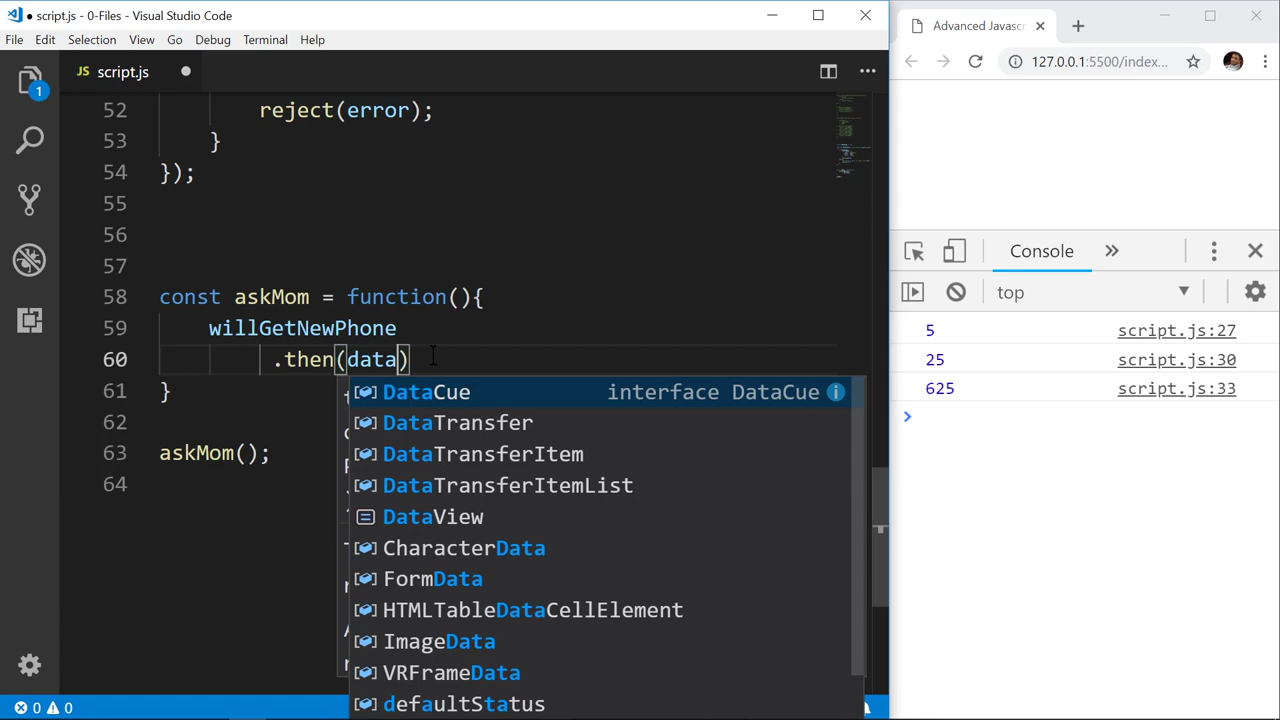 ● script.js - 0-Files - Visual Studio Code
File Edit Selection View Go Debug Terminal Help
JS script.js
1
52 reject(error);
53 }
54 });
55
56
57
58 const askMom = function(){
59 willGetNewPhone
60 .then(data)
61 }
62
63 askMom();
64
DataCue interface DataCue
DataTransfer
DataTransferItem
DataTransferItemList
DataView
CharacterData
FormData
HTMLTableDataCellElement
ImageData
VRFrameData
defaultStatus
0 0
Advanced Javascr
127.0.0.1:5500/index...
Console
top
5 script.js:27
25 script.js:30
625 script.js:33